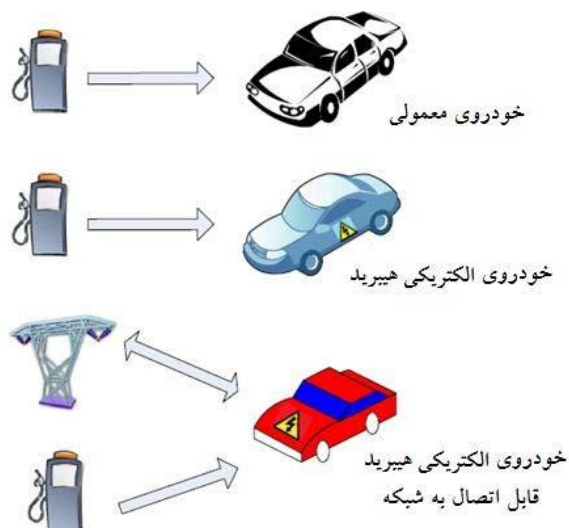 خودروی معمولی
خودروی الکتریکی هیبرید
خودروی الکتریکی هیبرید
قابل اتصال به شبکه